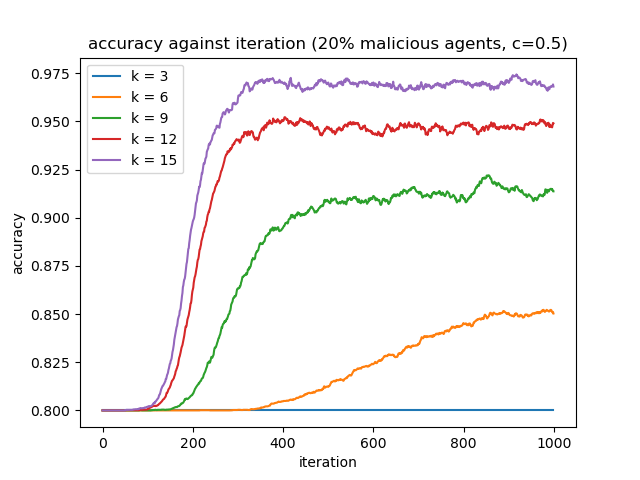 accuracy against iteration (20% malicious agents, c=0.5)
k = 3
k = 6
k = 9
k = 12
k = 15
0.975
0.950
0.925
0.900
0.875
0.850
0.825
0.800
accuracy
0 200 400 600 800 1000
iteration